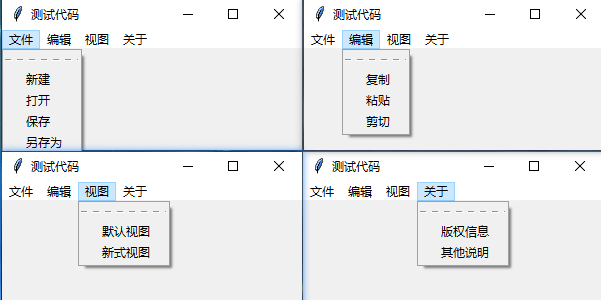 测试代码
文件 编辑 视图 关于
新建
打开
保存
另存为
测试代码
文件 编辑 视图 关于
复制
粘贴
剪切
测试代码
文件 编辑 视图 关于
默认视图
新式视图
测试代码
文件 编辑 视图 关于
版权信息
其他说明